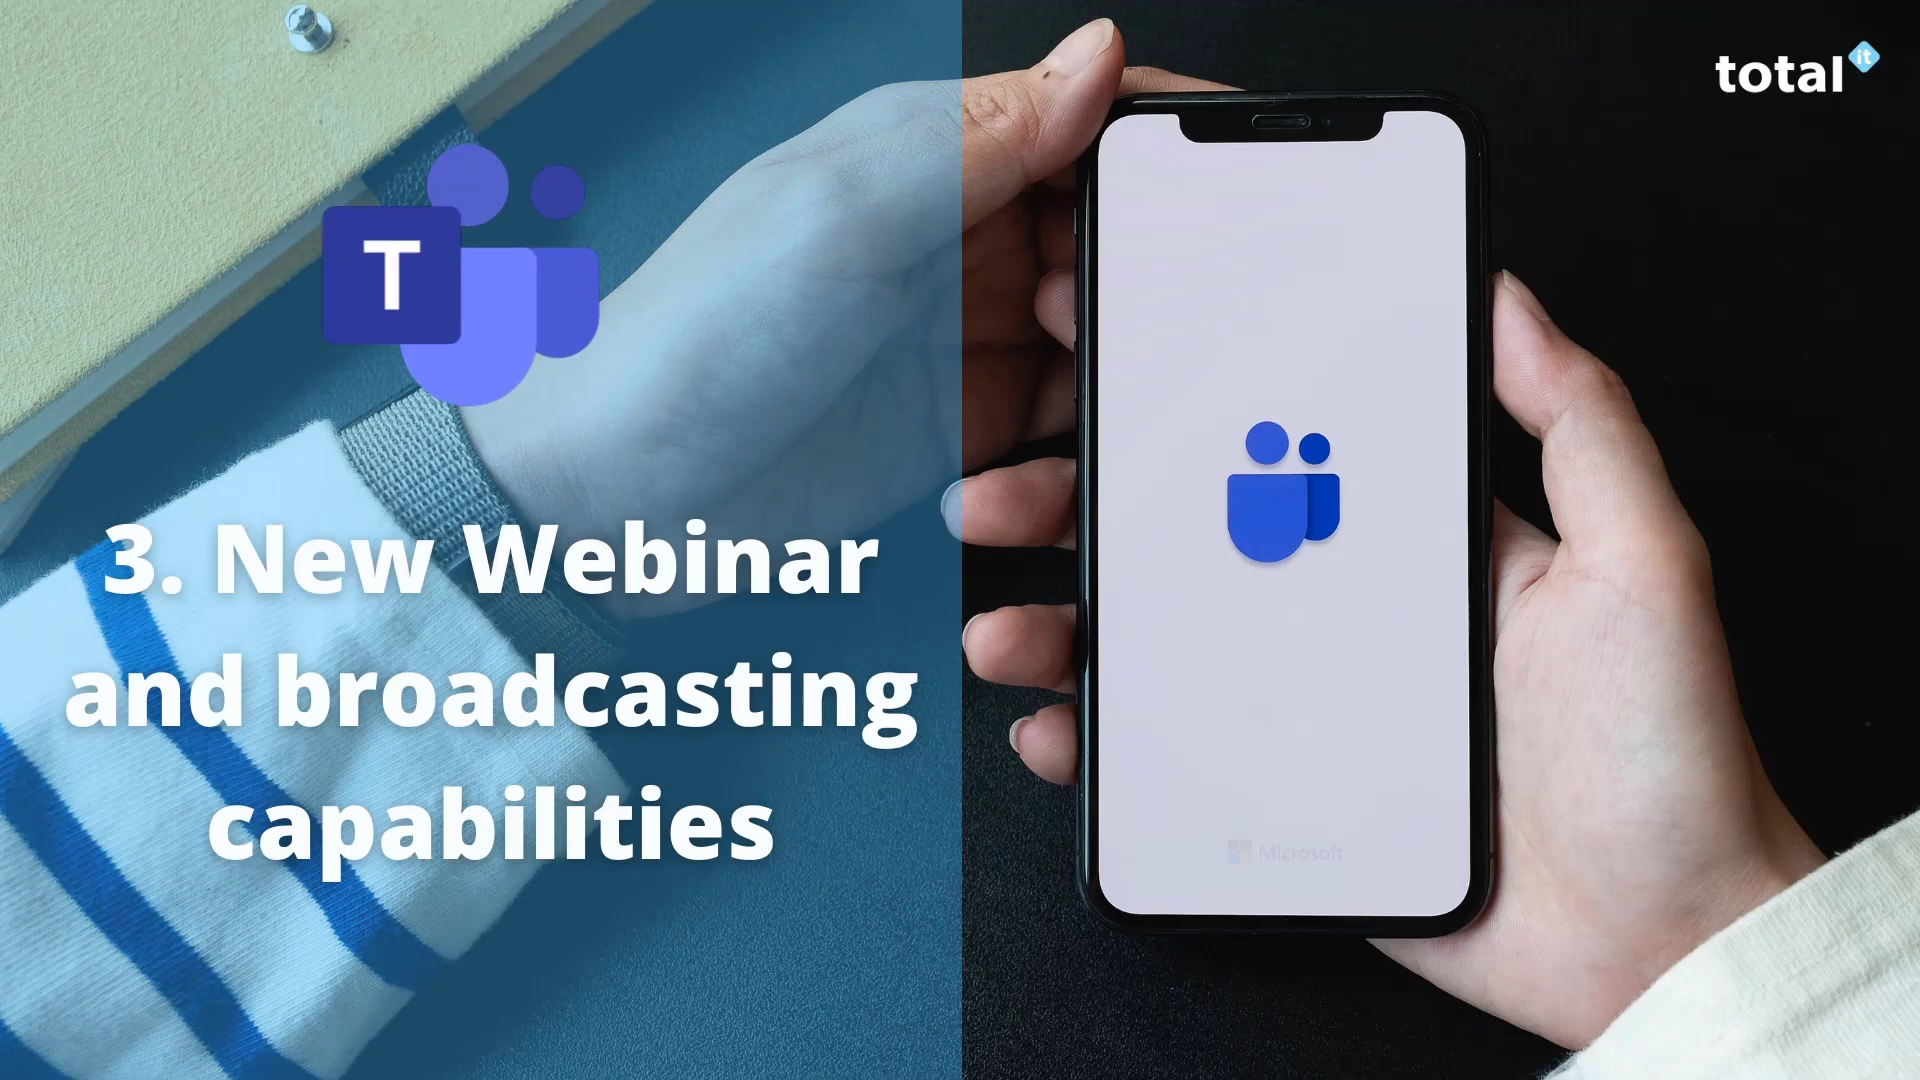 total it
T
3. New Webinar
and broadcasting
capabilities
Microsoft